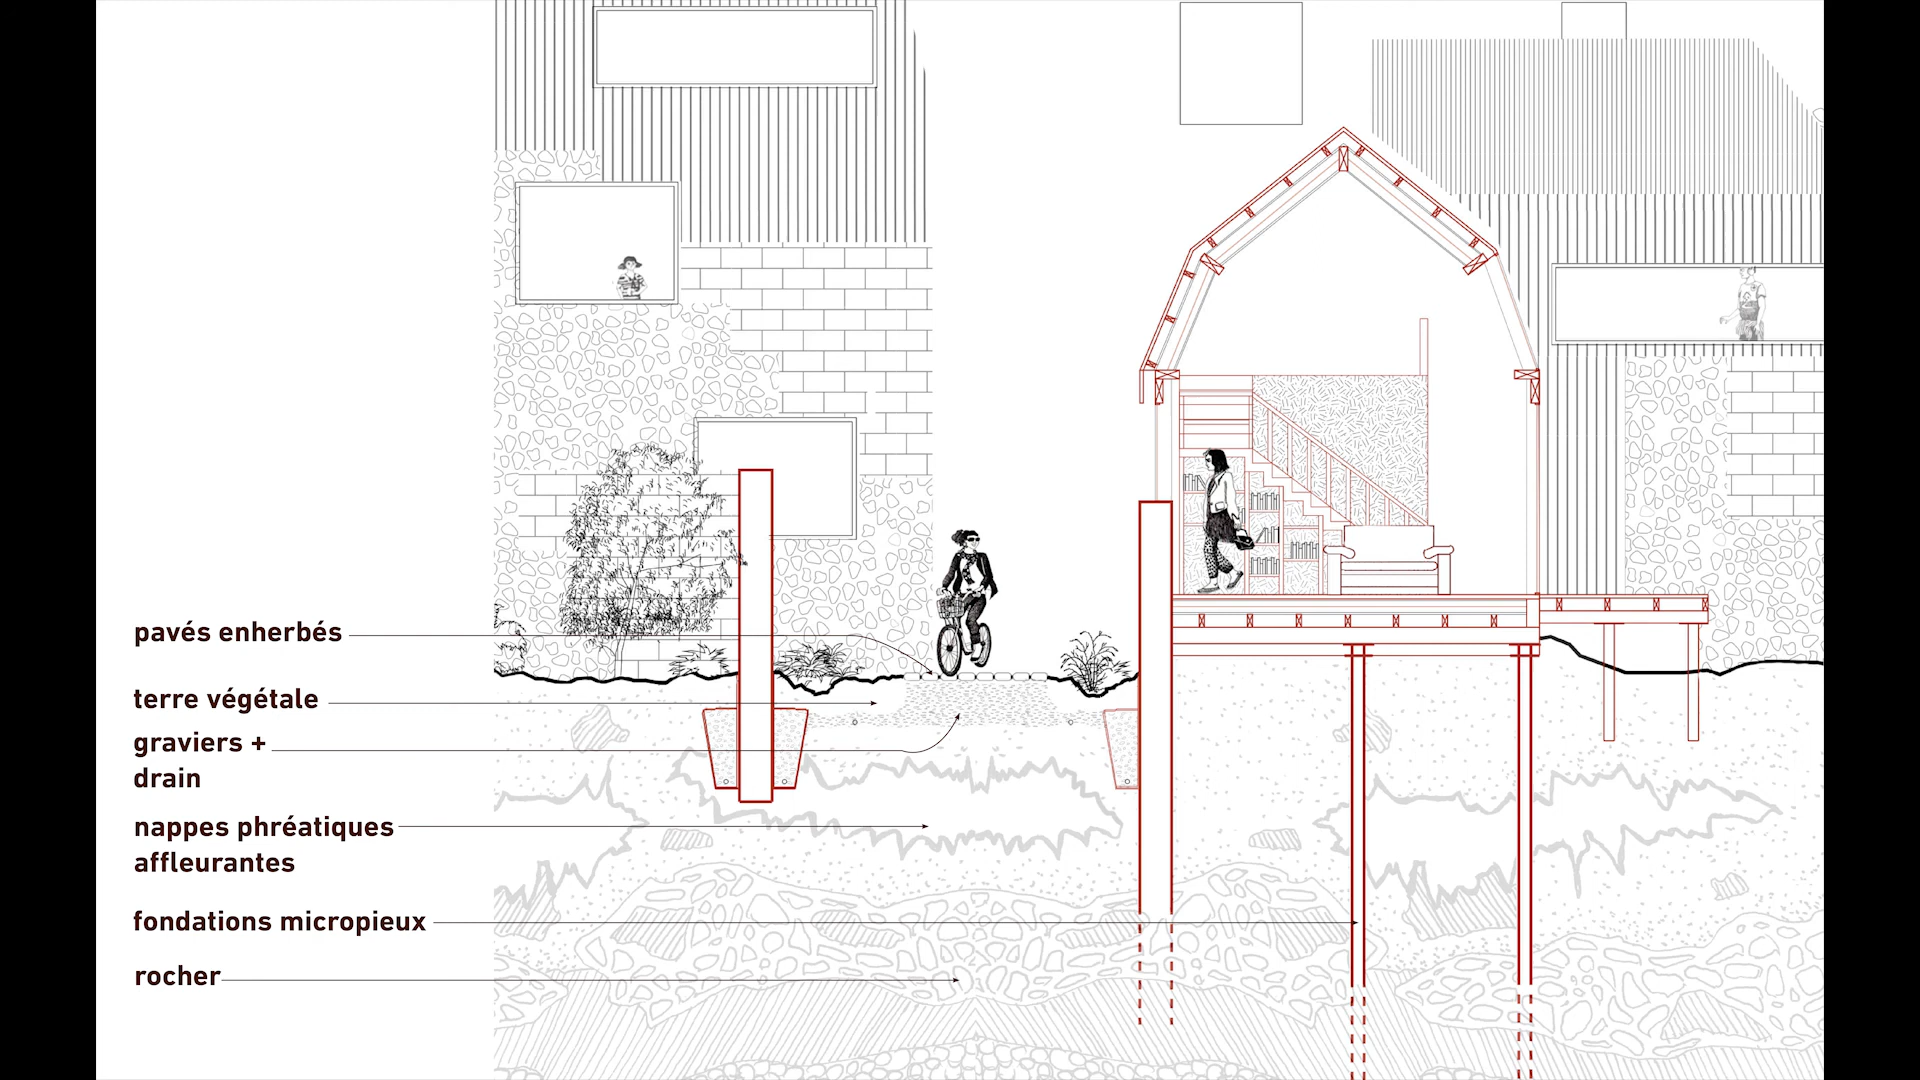 pavés enherbés
terre végétale
graviers +
drain
nappes phréatiques
affleurantes
fondations micropieux
rocher